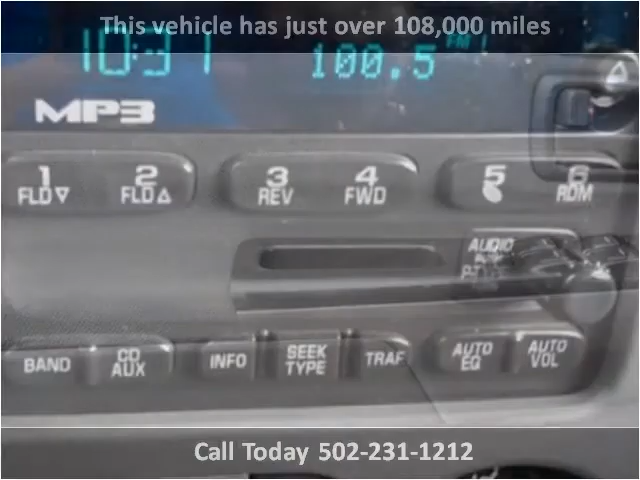 This vehicle has just over 108,000 miles
10:31
100.5
FM1
MP3
1 2 3 4 5 6
FLD▽ FLD△ REV FWD RDM
AUDIO
BAND CD AUX INFO SEEK TYPE TRAF AUTO EQ AUTO VOL
Call Today 502-231-1212